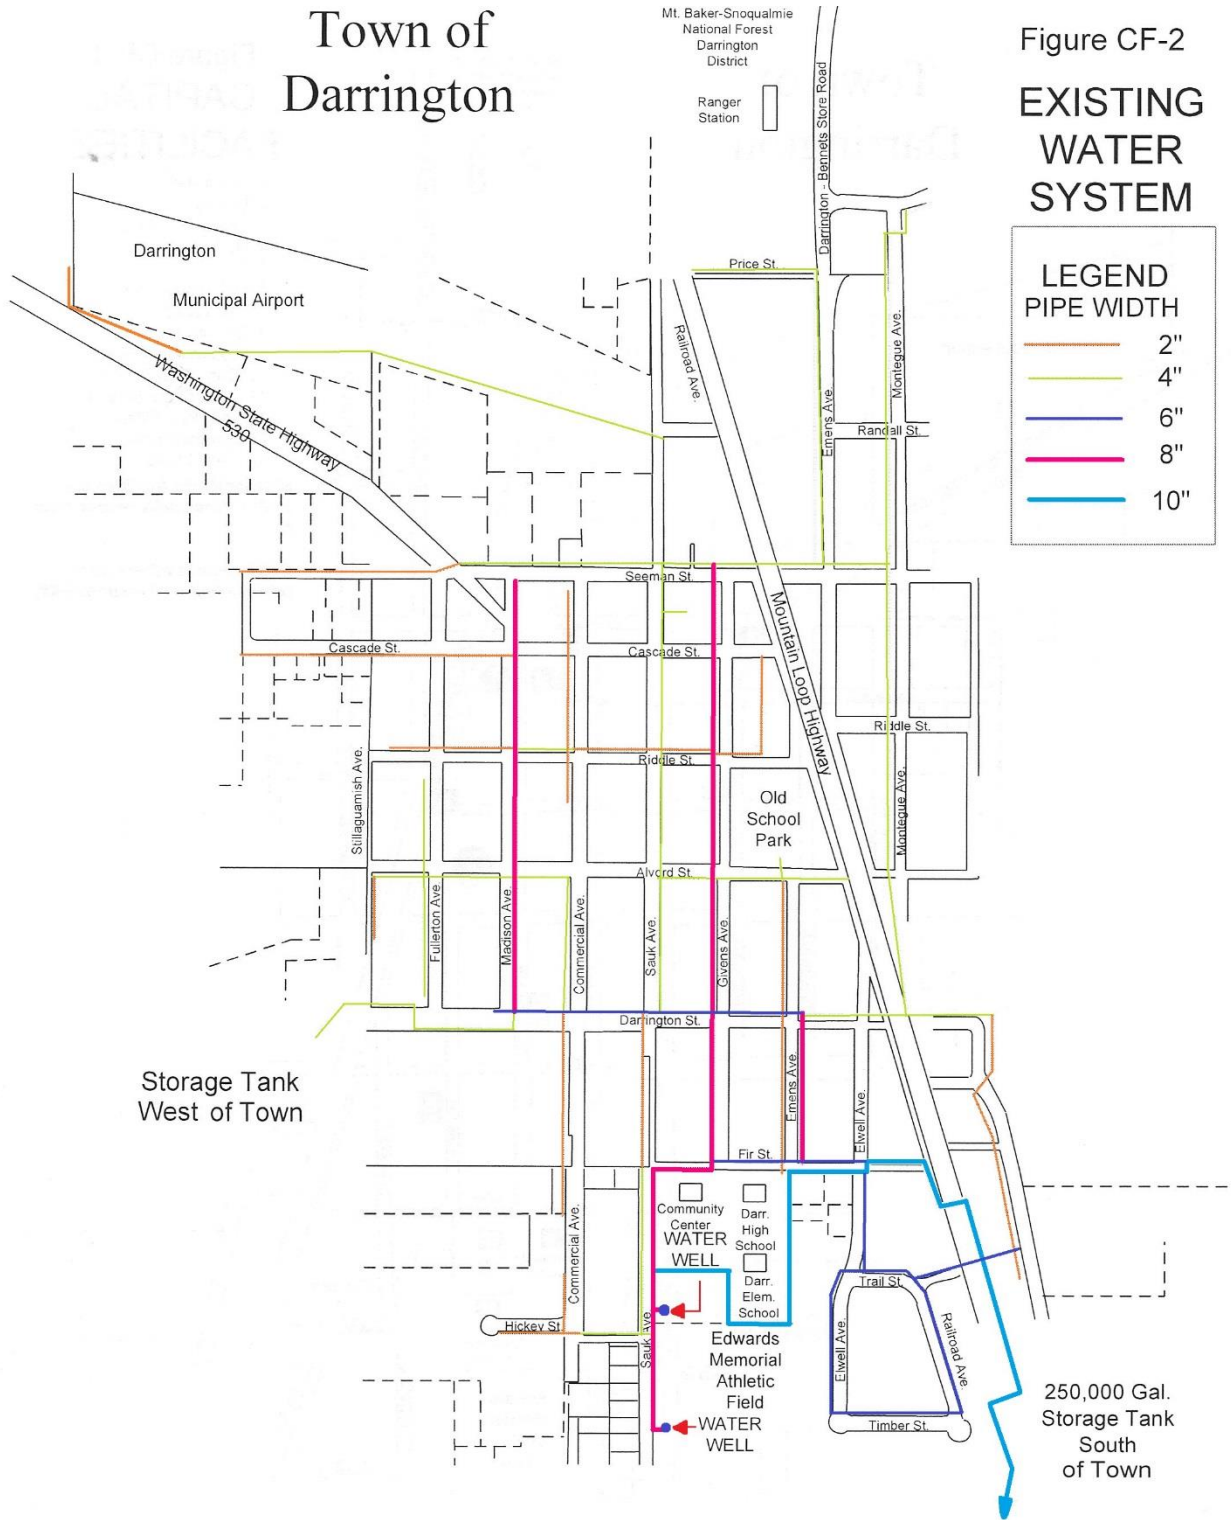 Town of
Darrington
Mt. Baker-Snoqualmie
National Forest
Darrington
District
Ranger
Station
Figure CF-2
EXISTING
WATER
SYSTEM
LEGEND
PIPE WIDTH
2"
4"
6"
8"
10"
Darrington - Bennets Store Road
Darrington
Municipal Airport
Price St.
Railroad Ave.
Emens Ave.
Montegue Ave.
Randall St.
Washington State Highway
530
Seeman St.
Cascade St.
Cascade St.
Mountain Loop Highway
Riddle St.
Riddle St.
Stillaguamish Ave.
Old
School
Park
Montegue Ave.
Alvord St.
Fullerton Ave.
Madison Ave.
Commercial Ave.
Sauk Ave.
Givens Ave.
Darrington St.
Storage Tank
West of Town
Emens Ave.
Elwell Ave.
Fir St.
Community
Center
WATER
WELL
Darr.
High
School
Darr.
Elem.
School
Commercial Ave.
Trail St.
Hickey St
Sauk Ave
Elwell Ave.
Railroad Ave.
Edwards
Memorial
Athletic
Field
WATER
WELL
Timber St.
250,000 Gal.
Storage Tank
South
of Town